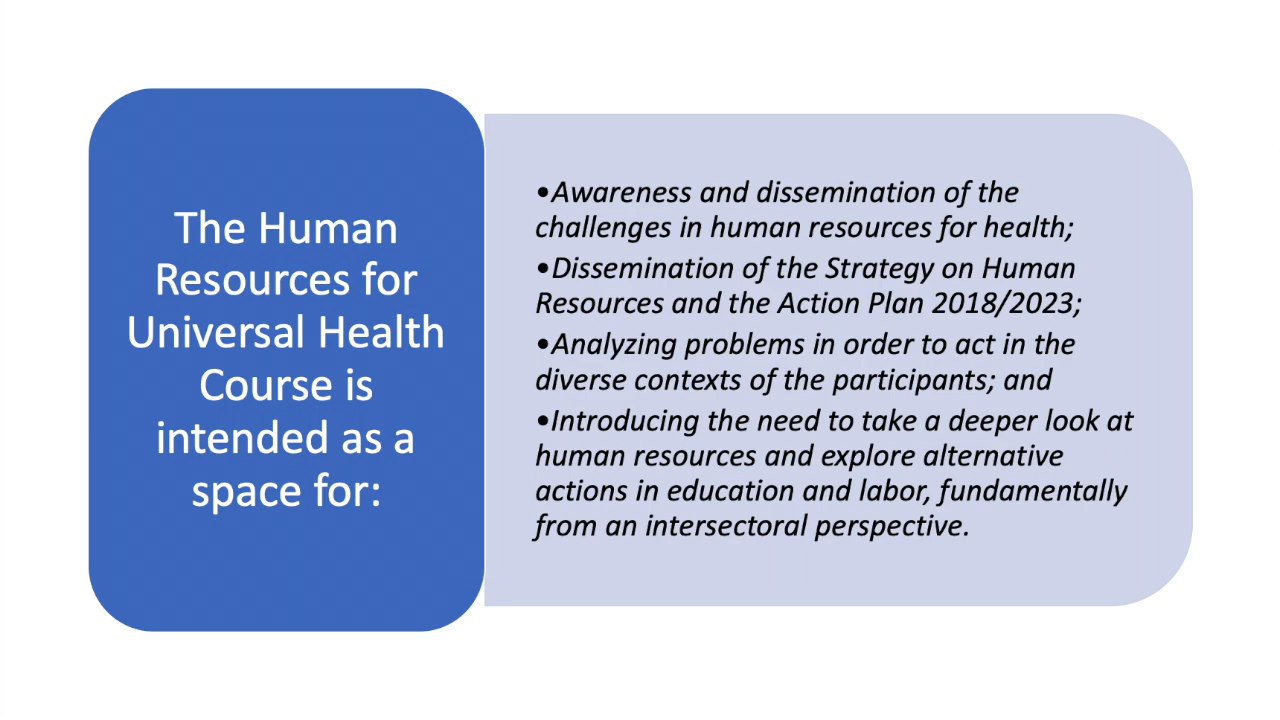 The Human
Resources for
Universal Health
Course is
intended as a
space for:
•Awareness and dissemination of the
challenges in human resources for health;
•Dissemination of the Strategy on Human
Resources and the Action Plan 2018/2023;
•Analyzing problems in order to act in the
diverse contexts of the participants; and
•Introducing the need to take a deeper look at
human resources and explore alternative
actions in education and labor, fundamentally
from an intersectoral perspective.